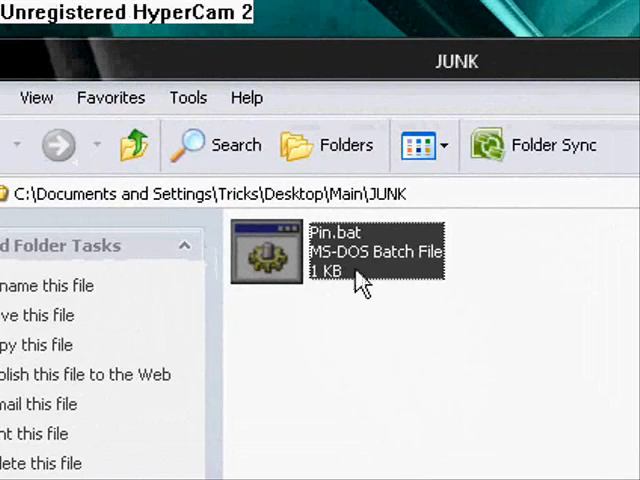 Unregistered HyperCam 2
JUNK
View Favorites Tools Help
Search Folders Folder Sync
C:\Documents and Settings\Tricks\Desktop\Main\JUNK
d Folder Tasks
name this file
ve this file
py this file
blish this file to the Web
mail this file
nt this file
lete this file
Pin.bat
MS-DOS Batch File
1 KB